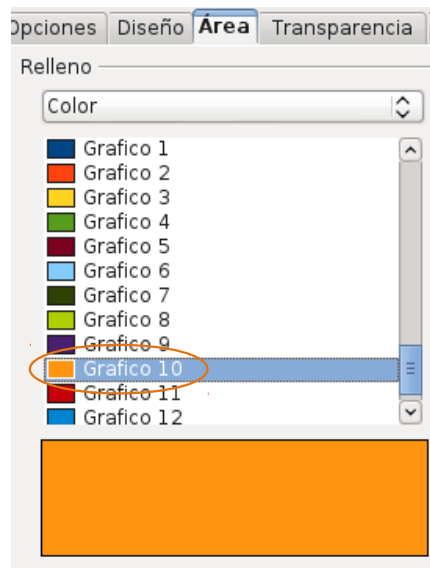 Opciones Diseño Área Transparencia
Relleno
Color
Grafico 1
Grafico 2
Grafico 3
Grafico 4
Grafico 5
Grafico 6
Grafico 7
Grafico 8
Grafico 9
Grafico 10
Grafico 11
Grafico 12